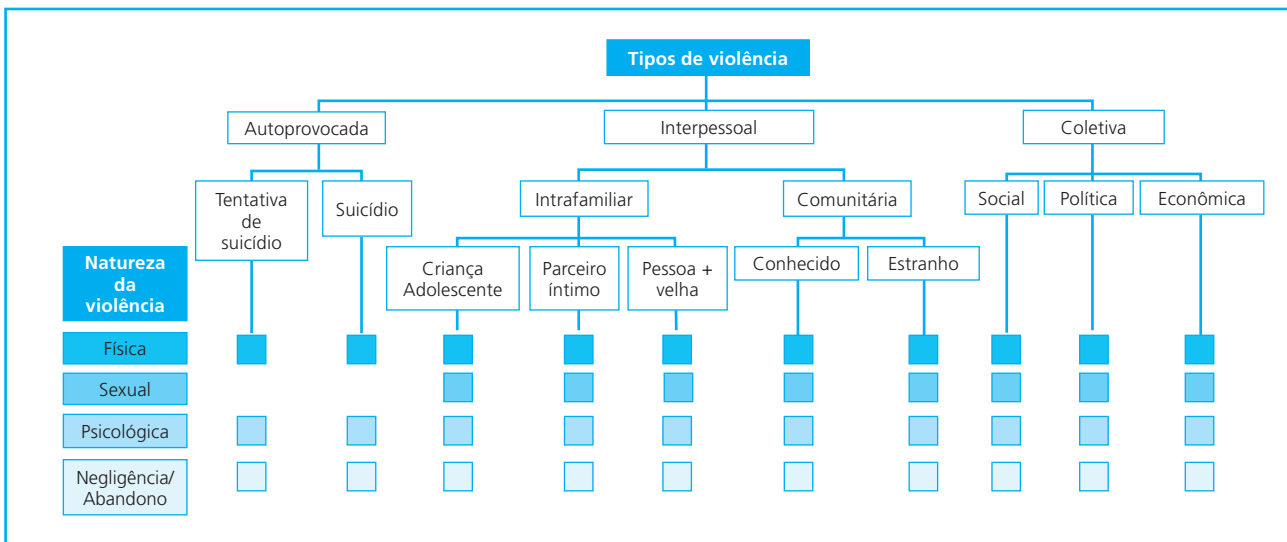 Tipos de violência
Autoprovocada
Interpessoal
Coletiva
Tentativa
de
suicídio
Suicídio
Intrafamiliar
Comunitária
Social
Política
Econômica
Criança
Adolescente
Parceiro
íntimo
Pessoa +
velha
Conhecido
Estranho
Natureza
da
violência
Física
Sexual
Psicológica
Negligência/
Abandono